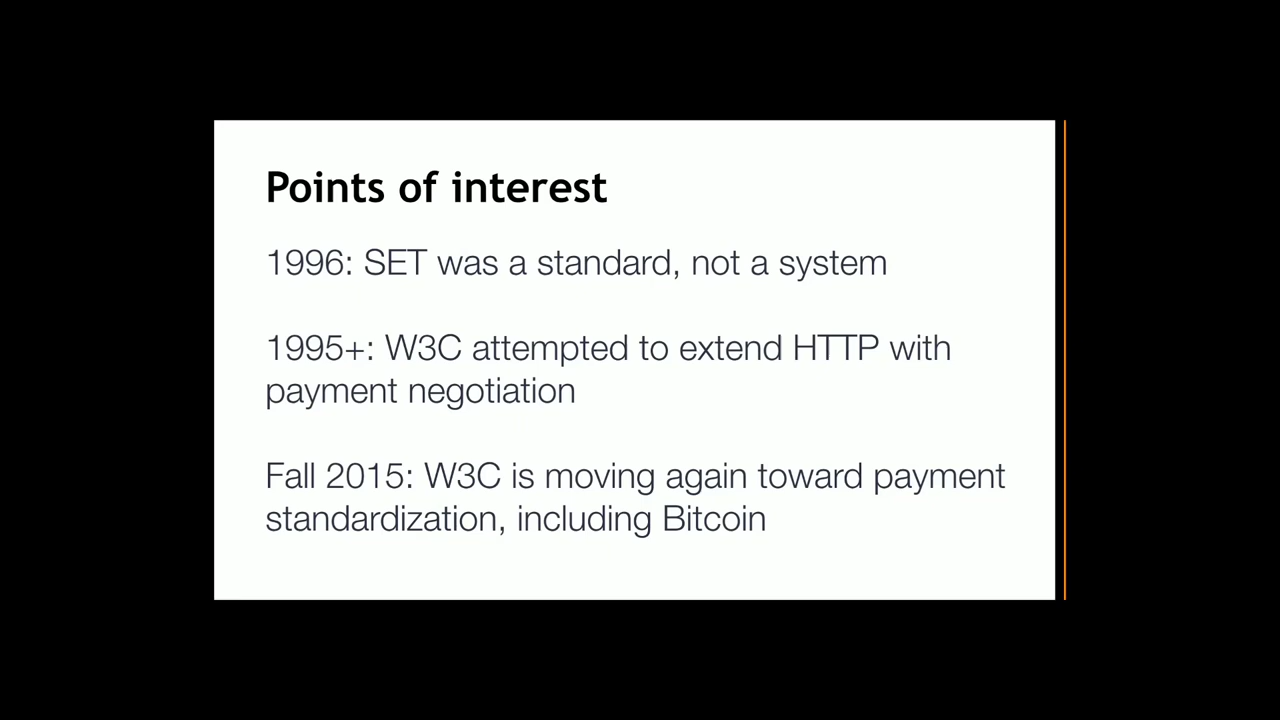 Points of interest
1996: SET was a standard, not a system
1995+: W3C attempted to extend HTTP with
payment negotiation
Fall 2015: W3C is moving again toward payment
standardization, including Bitcoin